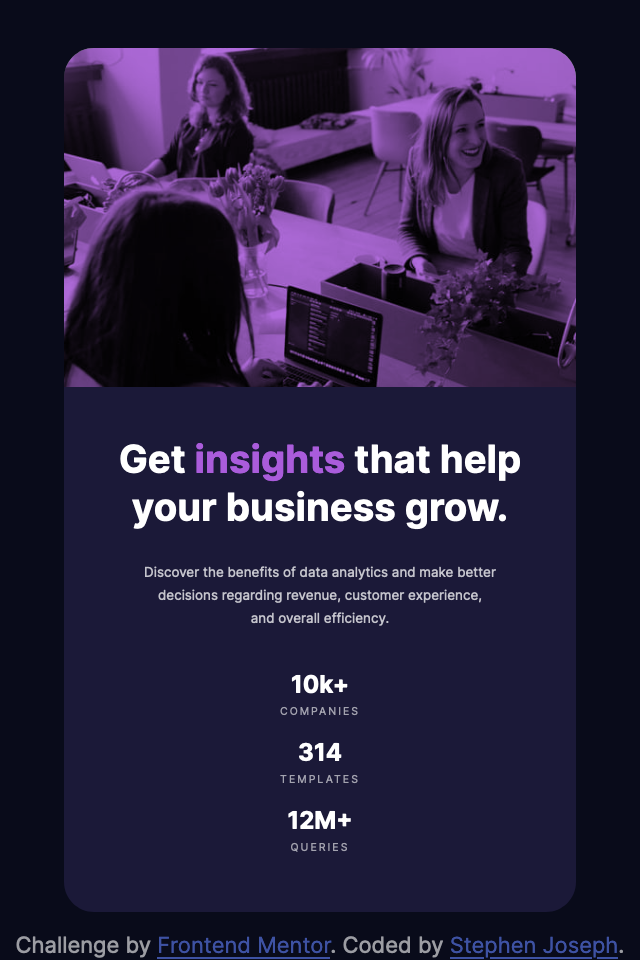 Get insights that help
your business grow.
Discover the benefits of data analytics and make better
decisions regarding revenue, customer experience,
and overall efficiency.
10k+
COMPANIES
314
TEMPLATES
12M+
QUERIES
Challenge by Frontend Mentor. Coded by Stephen Joseph.